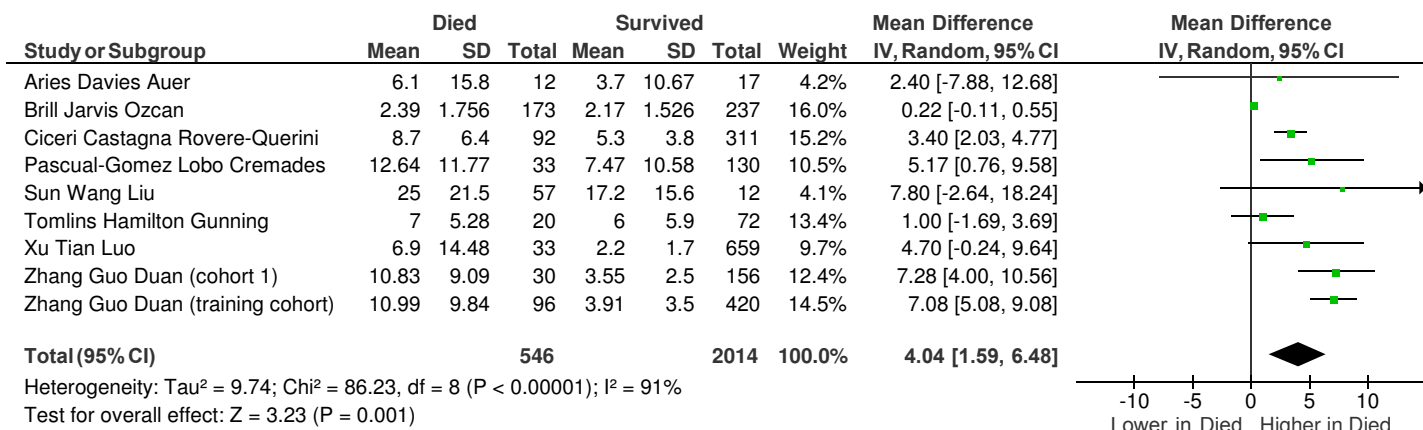 Died Survived Mean Difference Mean Difference
Study or Subgroup Mean SD Total Mean SD Total Weight IV, Random, 95% CI IV, Random, 95% CI
Aries Davies Auer 6.1 15.8 12 3.7 10.67 17 4.2% 2.40 [-7.88, 12.68]
Brill Jarvis Ozcan 2.39 1.756 173 2.17 1.526 237 16.0% 0.22 [-0.11, 0.55]
Ciceri Castagna Rovere-Querini 8.7 6.4 92 5.3 3.8 311 15.2% 3.40 [2.03, 4.77]
Pascual-Gomez Lobo Cremades 12.64 11.77 33 7.47 10.58 130 10.5% 5.17 [0.76, 9.58]
Sun Wang Liu 25 21.5 57 17.2 15.6 12 4.1% 7.80 [-2.64, 18.24]
Tomlins Hamilton Gunning 7 5.28 20 6 5.9 72 13.4% 1.00 [-1.69, 3.69]
Xu Tian Luo 6.9 14.48 33 2.2 1.7 659 9.7% 4.70 [-0.24, 9.64]
Zhang Guo Duan (cohort 1) 10.83 9.09 30 3.55 2.5 156 12.4% 7.28 [4.00, 10.56]
Zhang Guo Duan (training cohort) 10.99 9.84 96 3.91 3.5 420 14.5% 7.08 [5.08, 9.08]
Total (95% CI) 546 2014 100.0% 4.04 [1.59, 6.48]
Heterogeneity: Tau² = 9.74; Chi² = 86.23, df = 8 (P < 0.00001); I² = 91%
Test for overall effect: Z = 3.23 (P = 0.001)
-10 -5 0 5 10
Lower in Died Higher in Died